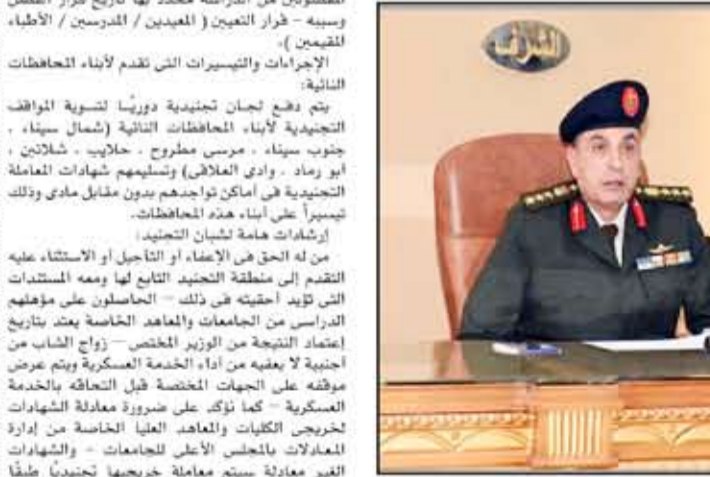 المفصولين من الدراسة محدد بها تاريخ قرار الفصل
وسببه – قرار التعيين ( المعيدين / المدرسين / الأطباء
المقيمين ).
الإجراءات والتيسيرات التى تقدم لأبناء المحافظات
النائية:
يتم دفع لجان تجنيدية دوريًا لتسوية المواقف
التجنيدية لأبناء المحافظات النائية (شمال سيناء ،
جنوب سيناء ، مرسى مطروح ، حلايب ، شلاتين ،
أبو رماد ، وادى العلاقى) وتسليمهم شهادات المعاملة
التجنيدية فى أماكن تواجدهم بدون مقابل مادى وذلك
تيسيراً على أبناء هذه المحافظات.
إرشادات هامة لشبان التجنيد:
من له الحق فى الإعفاء أو التأجيل أو الاستثناء عليه
التقدم إلى منطقة التجنيد التابع لها ومعه المستندات
التى تؤيد أحقيته فى ذلك – الحاصلون على مؤهلهم
الدراسى من الجامعات والمعاهد الخاصة يعتد بتاريخ
إعتماد النتيجة من الوزير المختص – زواج الشاب من
أجنبية لا يعفيه من أداء الخدمة العسكرية ويتم عرض
موقفه على الجهات المختصة قبل التحاقه بالخدمة
العسكرية – كما نؤكد على ضرورة معادلة الشهادات
لخريجى الكليات والمعاهد العليا الخاصة من إدارة
المعادلات بالمجلس الأعلى للجامعات – والشهادات
الغير معادلة سيتم معاملة خريجيها تجنيديًا طبقًا
الشرف